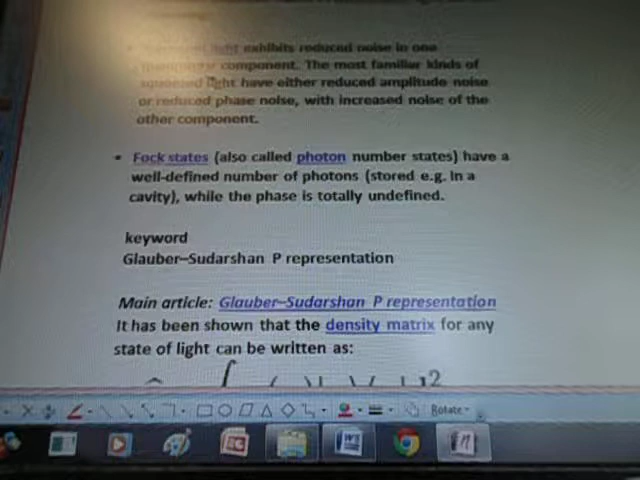 light exhibits reduced noise in one
component. The most familiar kinds of
squeezed light have either reduced amplitude noise
or reduced phase noise, with increased noise of the
other component.
• Fock states (also called photon number states) have a
well-defined number of photons (stored e.g. in a
cavity), while the phase is totally undefined.
keyword
Glauber–Sudarshan P representation
Main article: Glauber–Sudarshan P representation
It has been shown that the density matrix for any
state of light can be written as:
Rotate